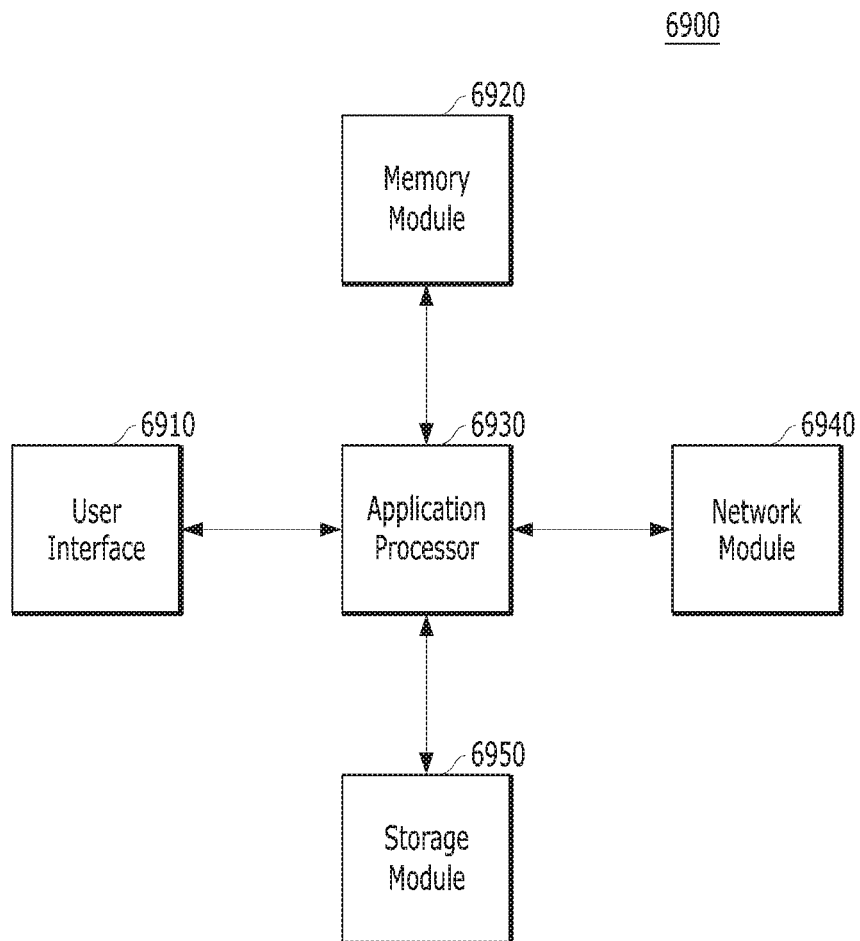 6900
6920
Memory
Module
6910
User
Interface
6930
Application
Processor
6940
Network
Module
6950
Storage
Module